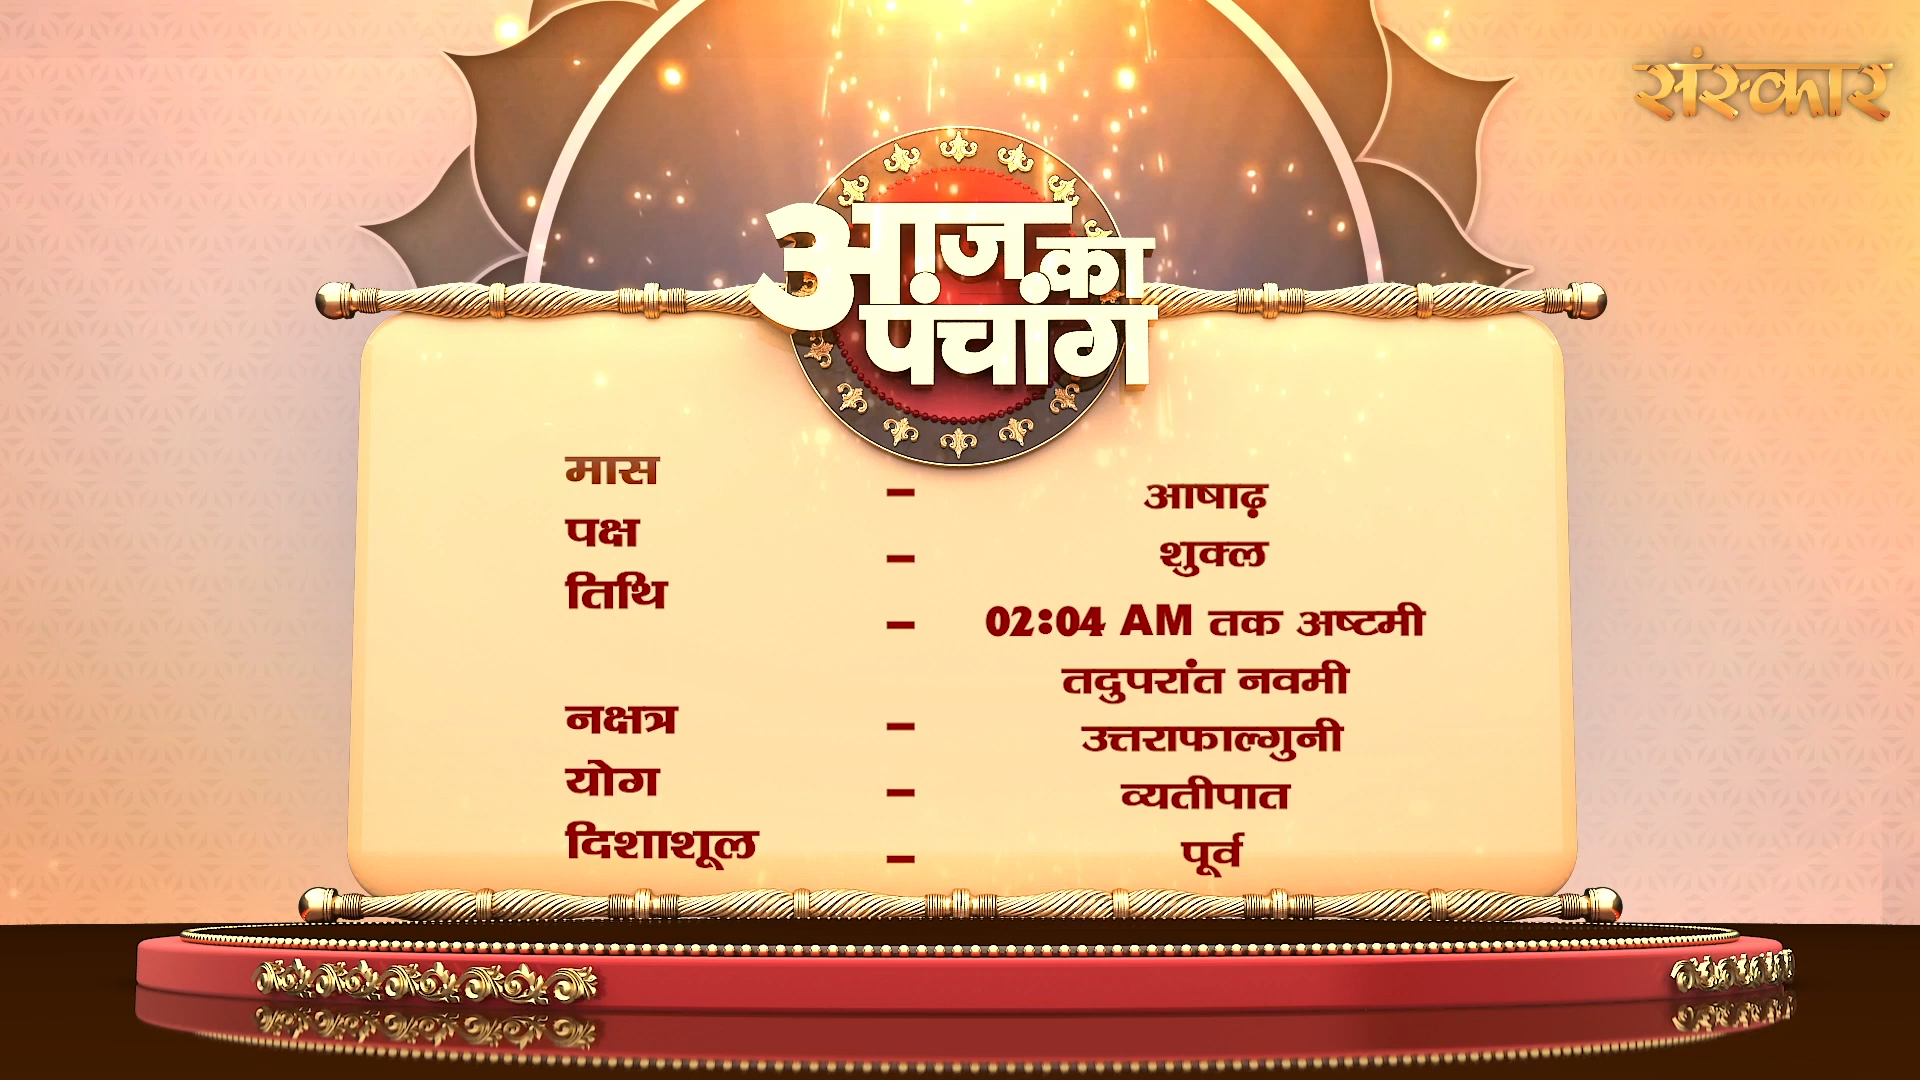 संस्कार
आज का
पंचांग
मास – आषाढ़
पक्ष – शुक्ल
तिथि – 02:04 AM तक अष्टमी
तदुपरांत नवमी
नक्षत्र – उत्तराफाल्गुनी
योग – व्यतीपात
दिशाशूल – पूर्व